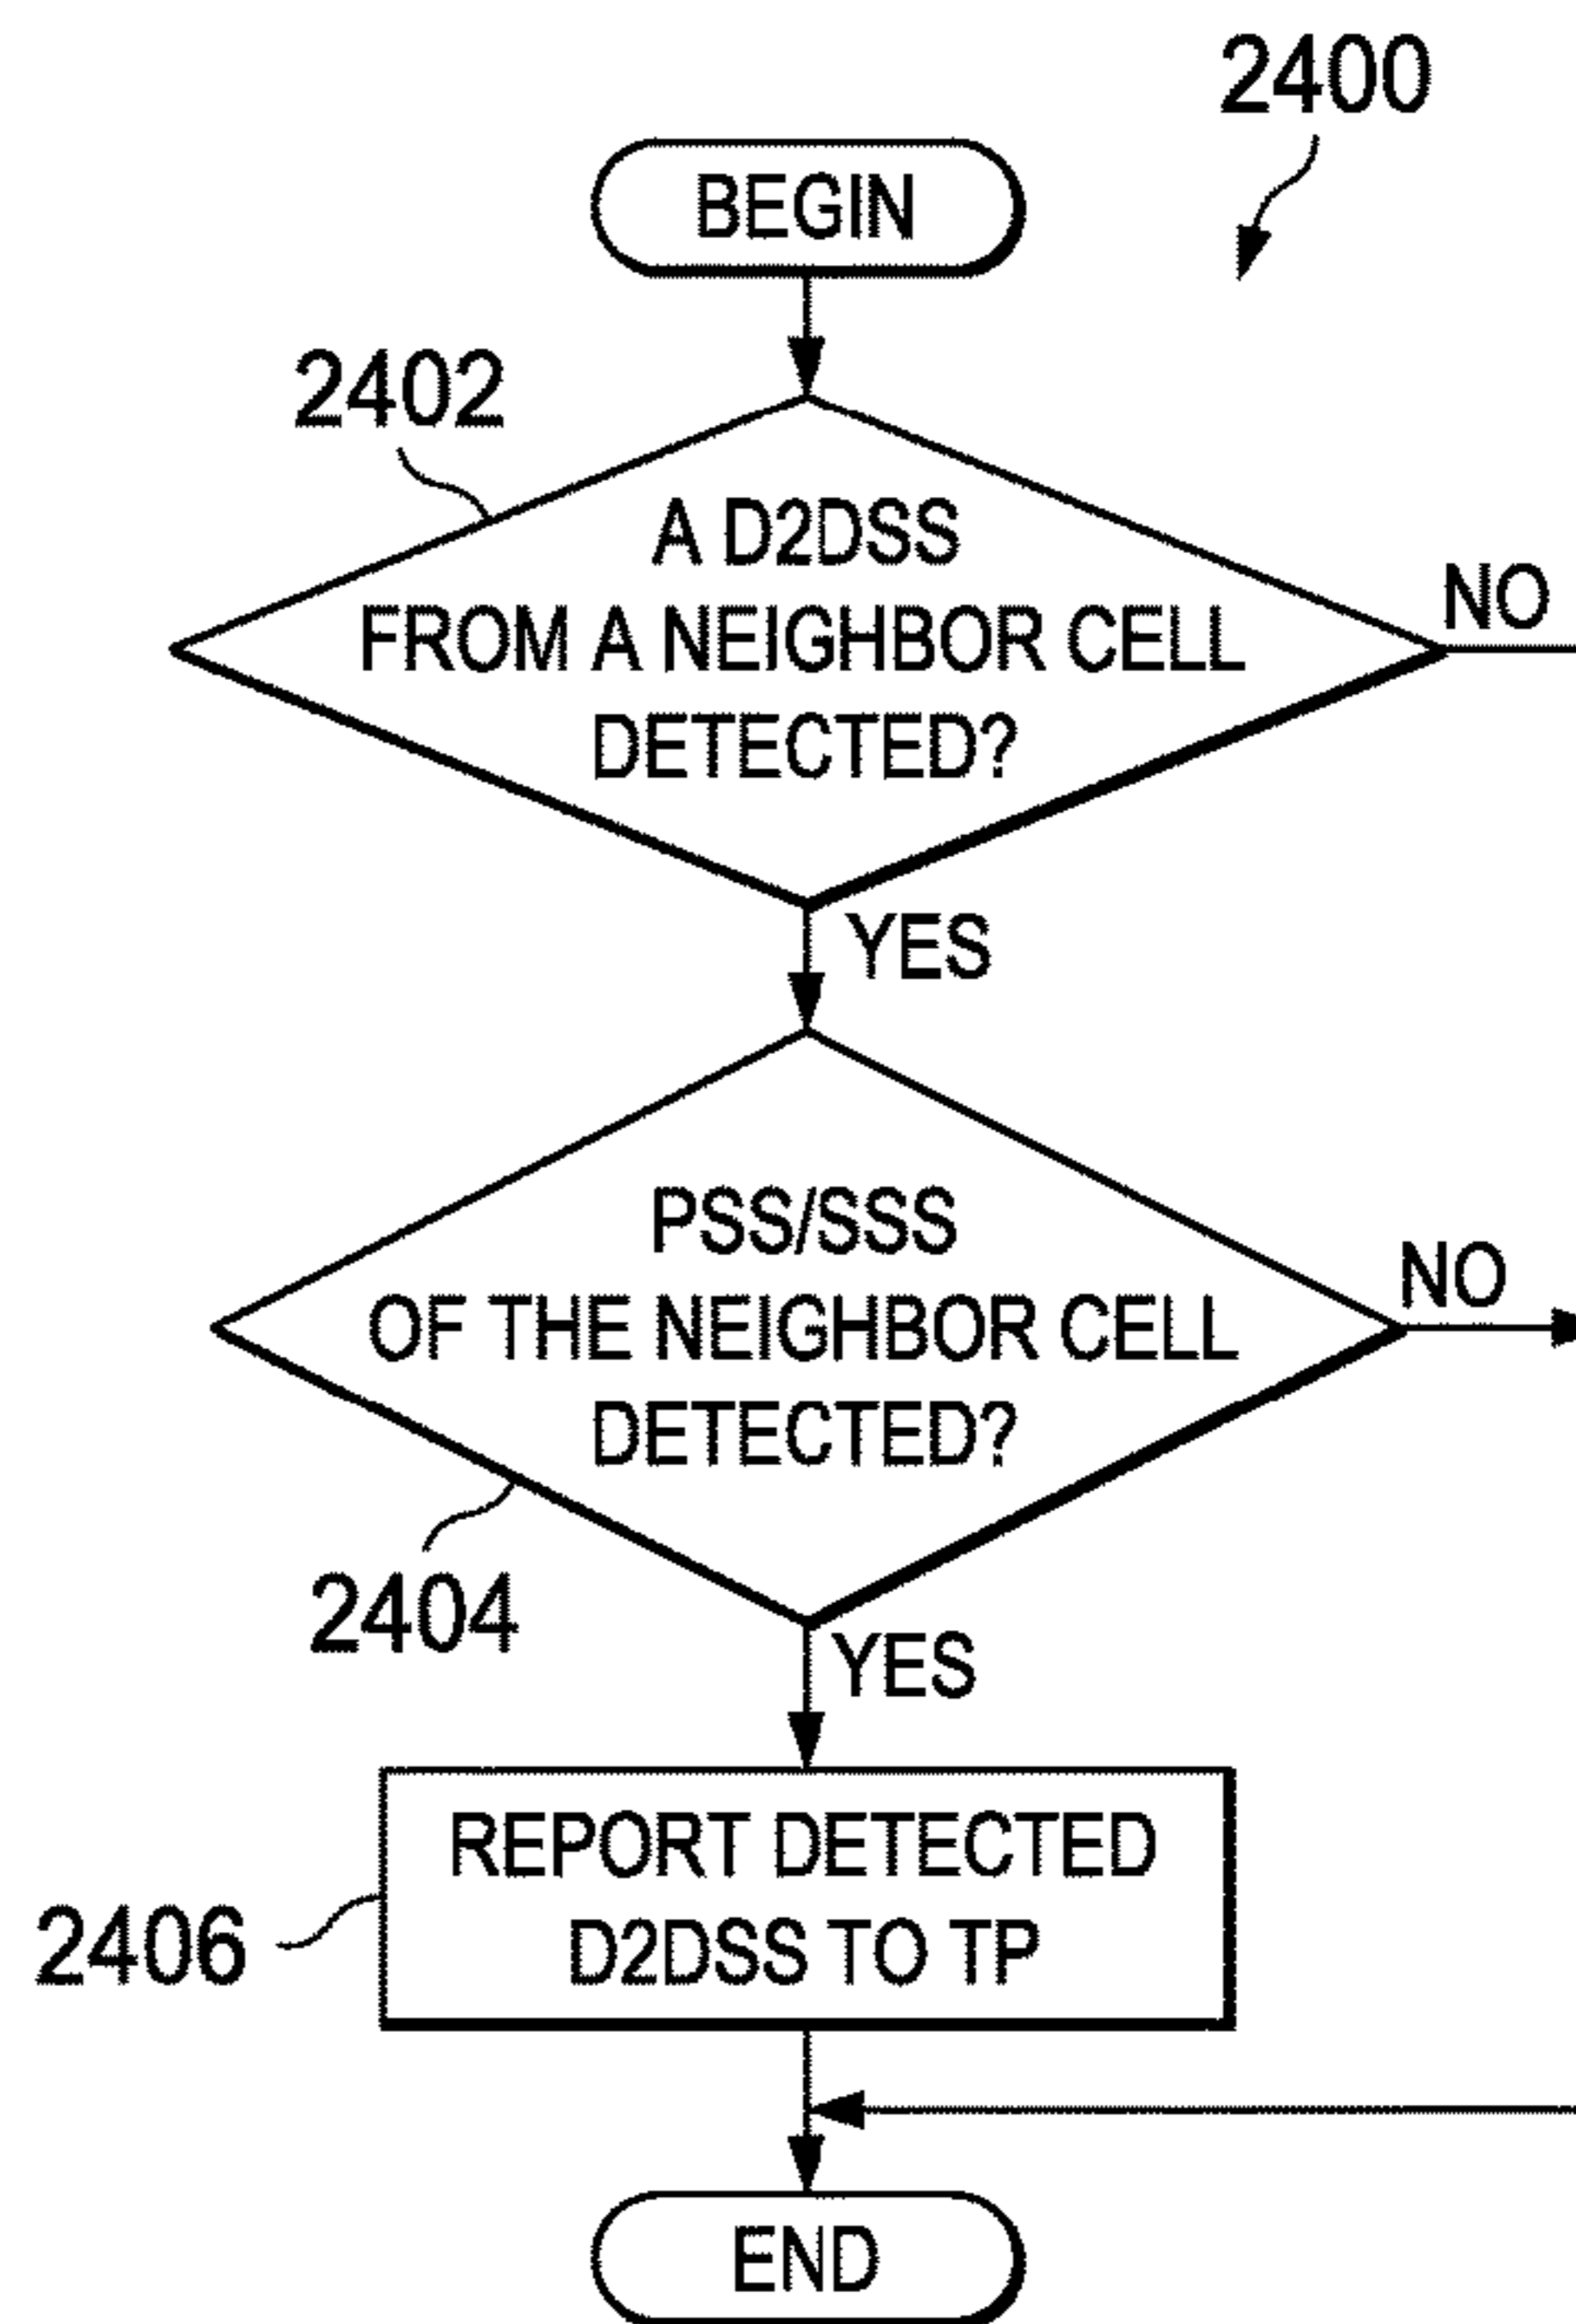 2400
BEGIN
2402
A D2DSS
FROM A NEIGHBOR CELL
DETECTED?
NO
YES
PSS/SSS
OF THE NEIGHBOR CELL
DETECTED?
NO
2404
YES
REPORT DETECTED
D2DSS TO TP
2406
END